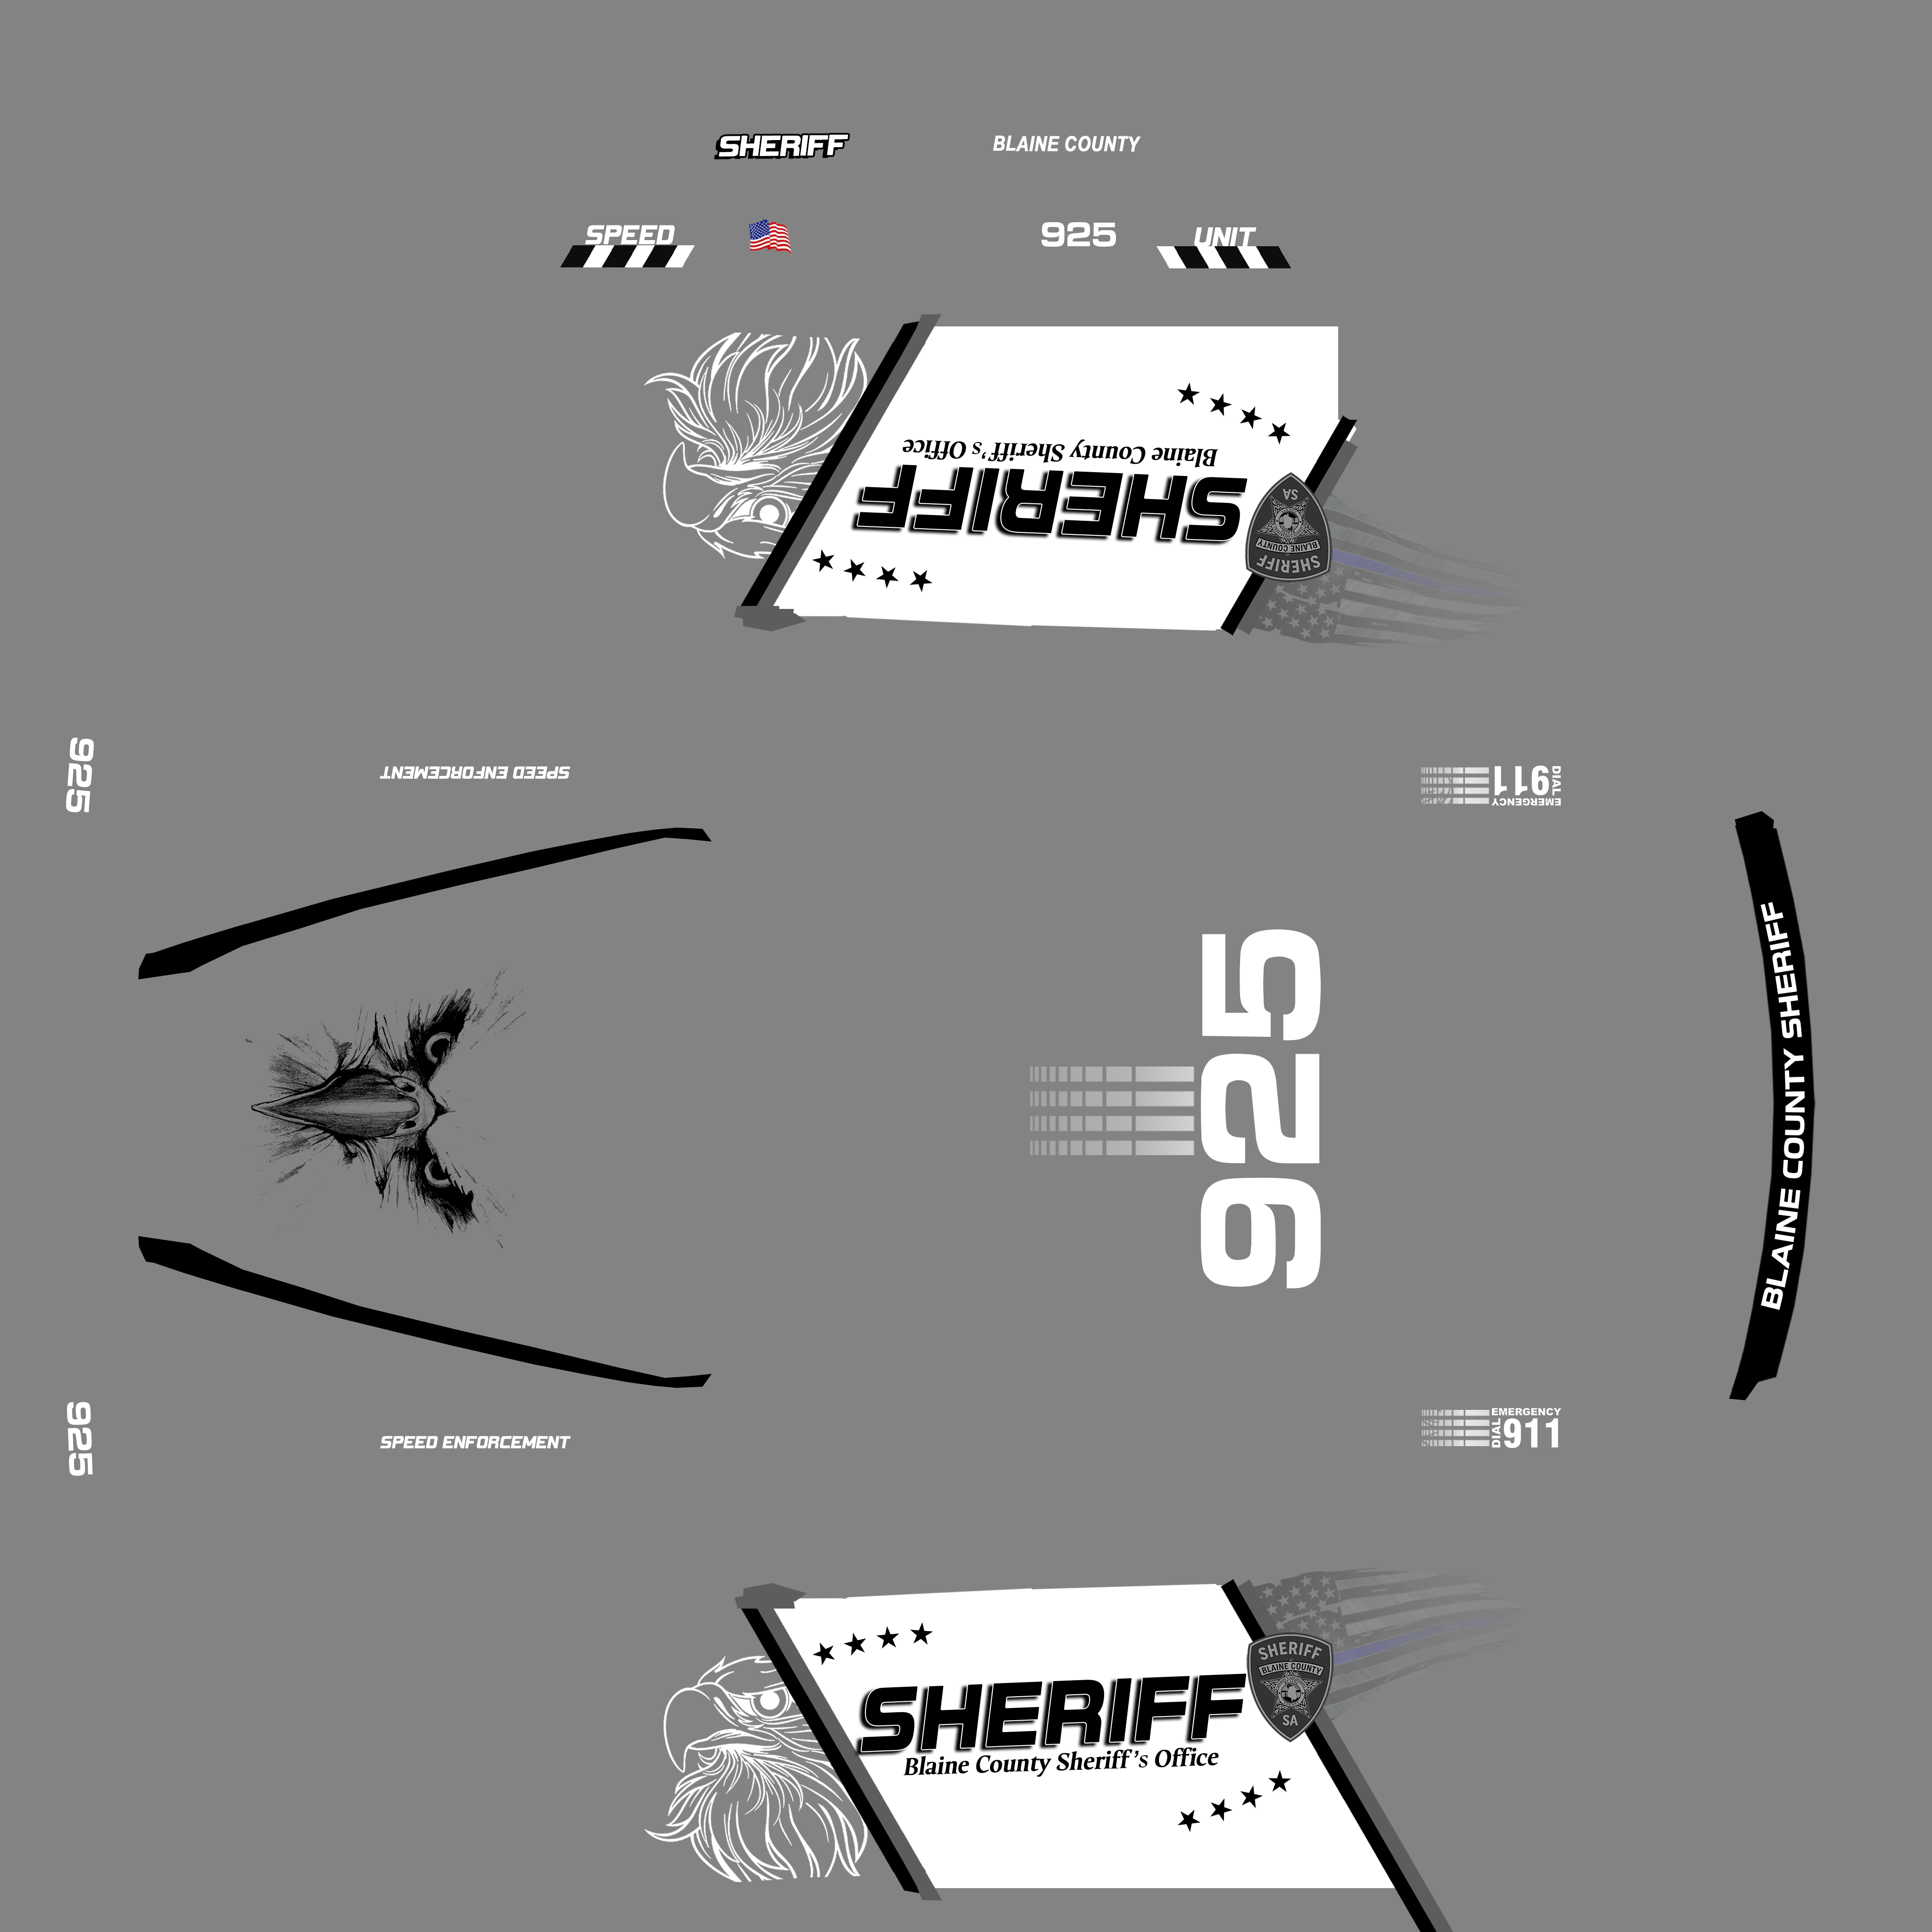 SHERIFF
BLAINE COUNTY
SPEED
925
UNIT
SA
BLAINE COUNTY
SHERIFF
Blaine County Sheriff's Office
SHERIFF
925
SPEED ENFORCEMENT
EMERGENCY
DIAL
911
925
BLAINE COUNTY SHERIFF
925
SPEED ENFORCEMENT
EMERGENCY
DIAL
911
SHERIFF
Blaine County Sheriff's Office
SHERIFF
BLAINE COUNTY
SA